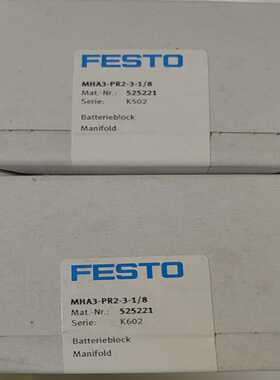 FESTO
MHA3-PR2-3-1/8
Mat.-Nr.: 525221
Serie: K502
Batterieblock
Manifold
FESTO
MHA3-PR2-3-1/8
Mat.-Nr.: 525221
Serie: K602
Batterieblock
Manifold